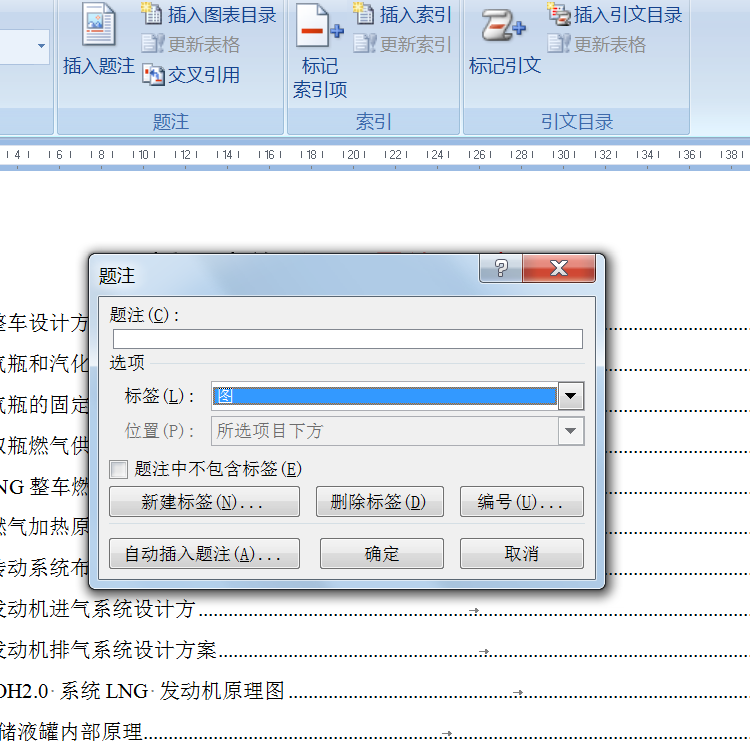 插入图表目录
插入索引
插入引文目录
更新表格
更新索引
更新表格
插入题注
交叉引用
标记
索引项
标记引文
题注
索引
引文目录
4 6 8 10 12 14 16 18 20 22 24 26 28 30 32 34 36 38
题注
题注(C):
选项
标签(L):
图
位置(P):
所选项目下方
题注中不包含标签(E)
新建标签(N)...
删除标签(D)
编号(U)...
自动插入题注(A)...
确定
取消
整车设计方
气瓶和汽化
气瓶的固定
双瓶燃气供
NG 整车燃
燃气加热原
传动系统布
发动机进气系统设计方
发动机排气系统设计方案
OH2.0 系统 LNG 发动机原理图
储液罐内部原理